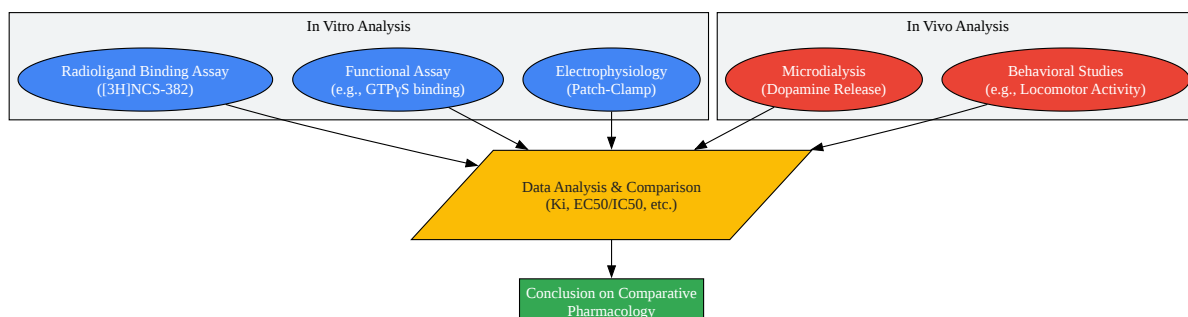 In Vitro Analysis
Radioligand Binding Assay
([3H]NCS-382)
Functional Assay
(e.g., GTPγS binding)
Electrophysiology
(Patch-Clamp)
In Vivo Analysis
Microdialysis
(Dopamine Release)
Behavioral Studies
(e.g., Locomotor Activity)
Data Analysis & Comparison
(Ki, EC50/IC50, etc.)
Conclusion on Comparative
Pharmacology